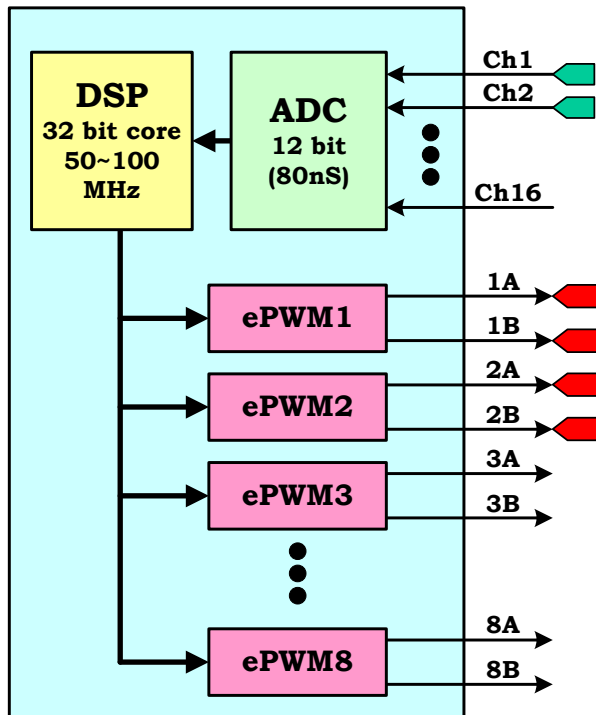 DSP
32 bit core
50~100
MHz
ADC
12 bit
(80nS)
Ch1
Ch2
Ch16
ePWM1
1A
1B
ePWM2
2A
2B
ePWM3
3A
3B
ePWM8
8A
8B